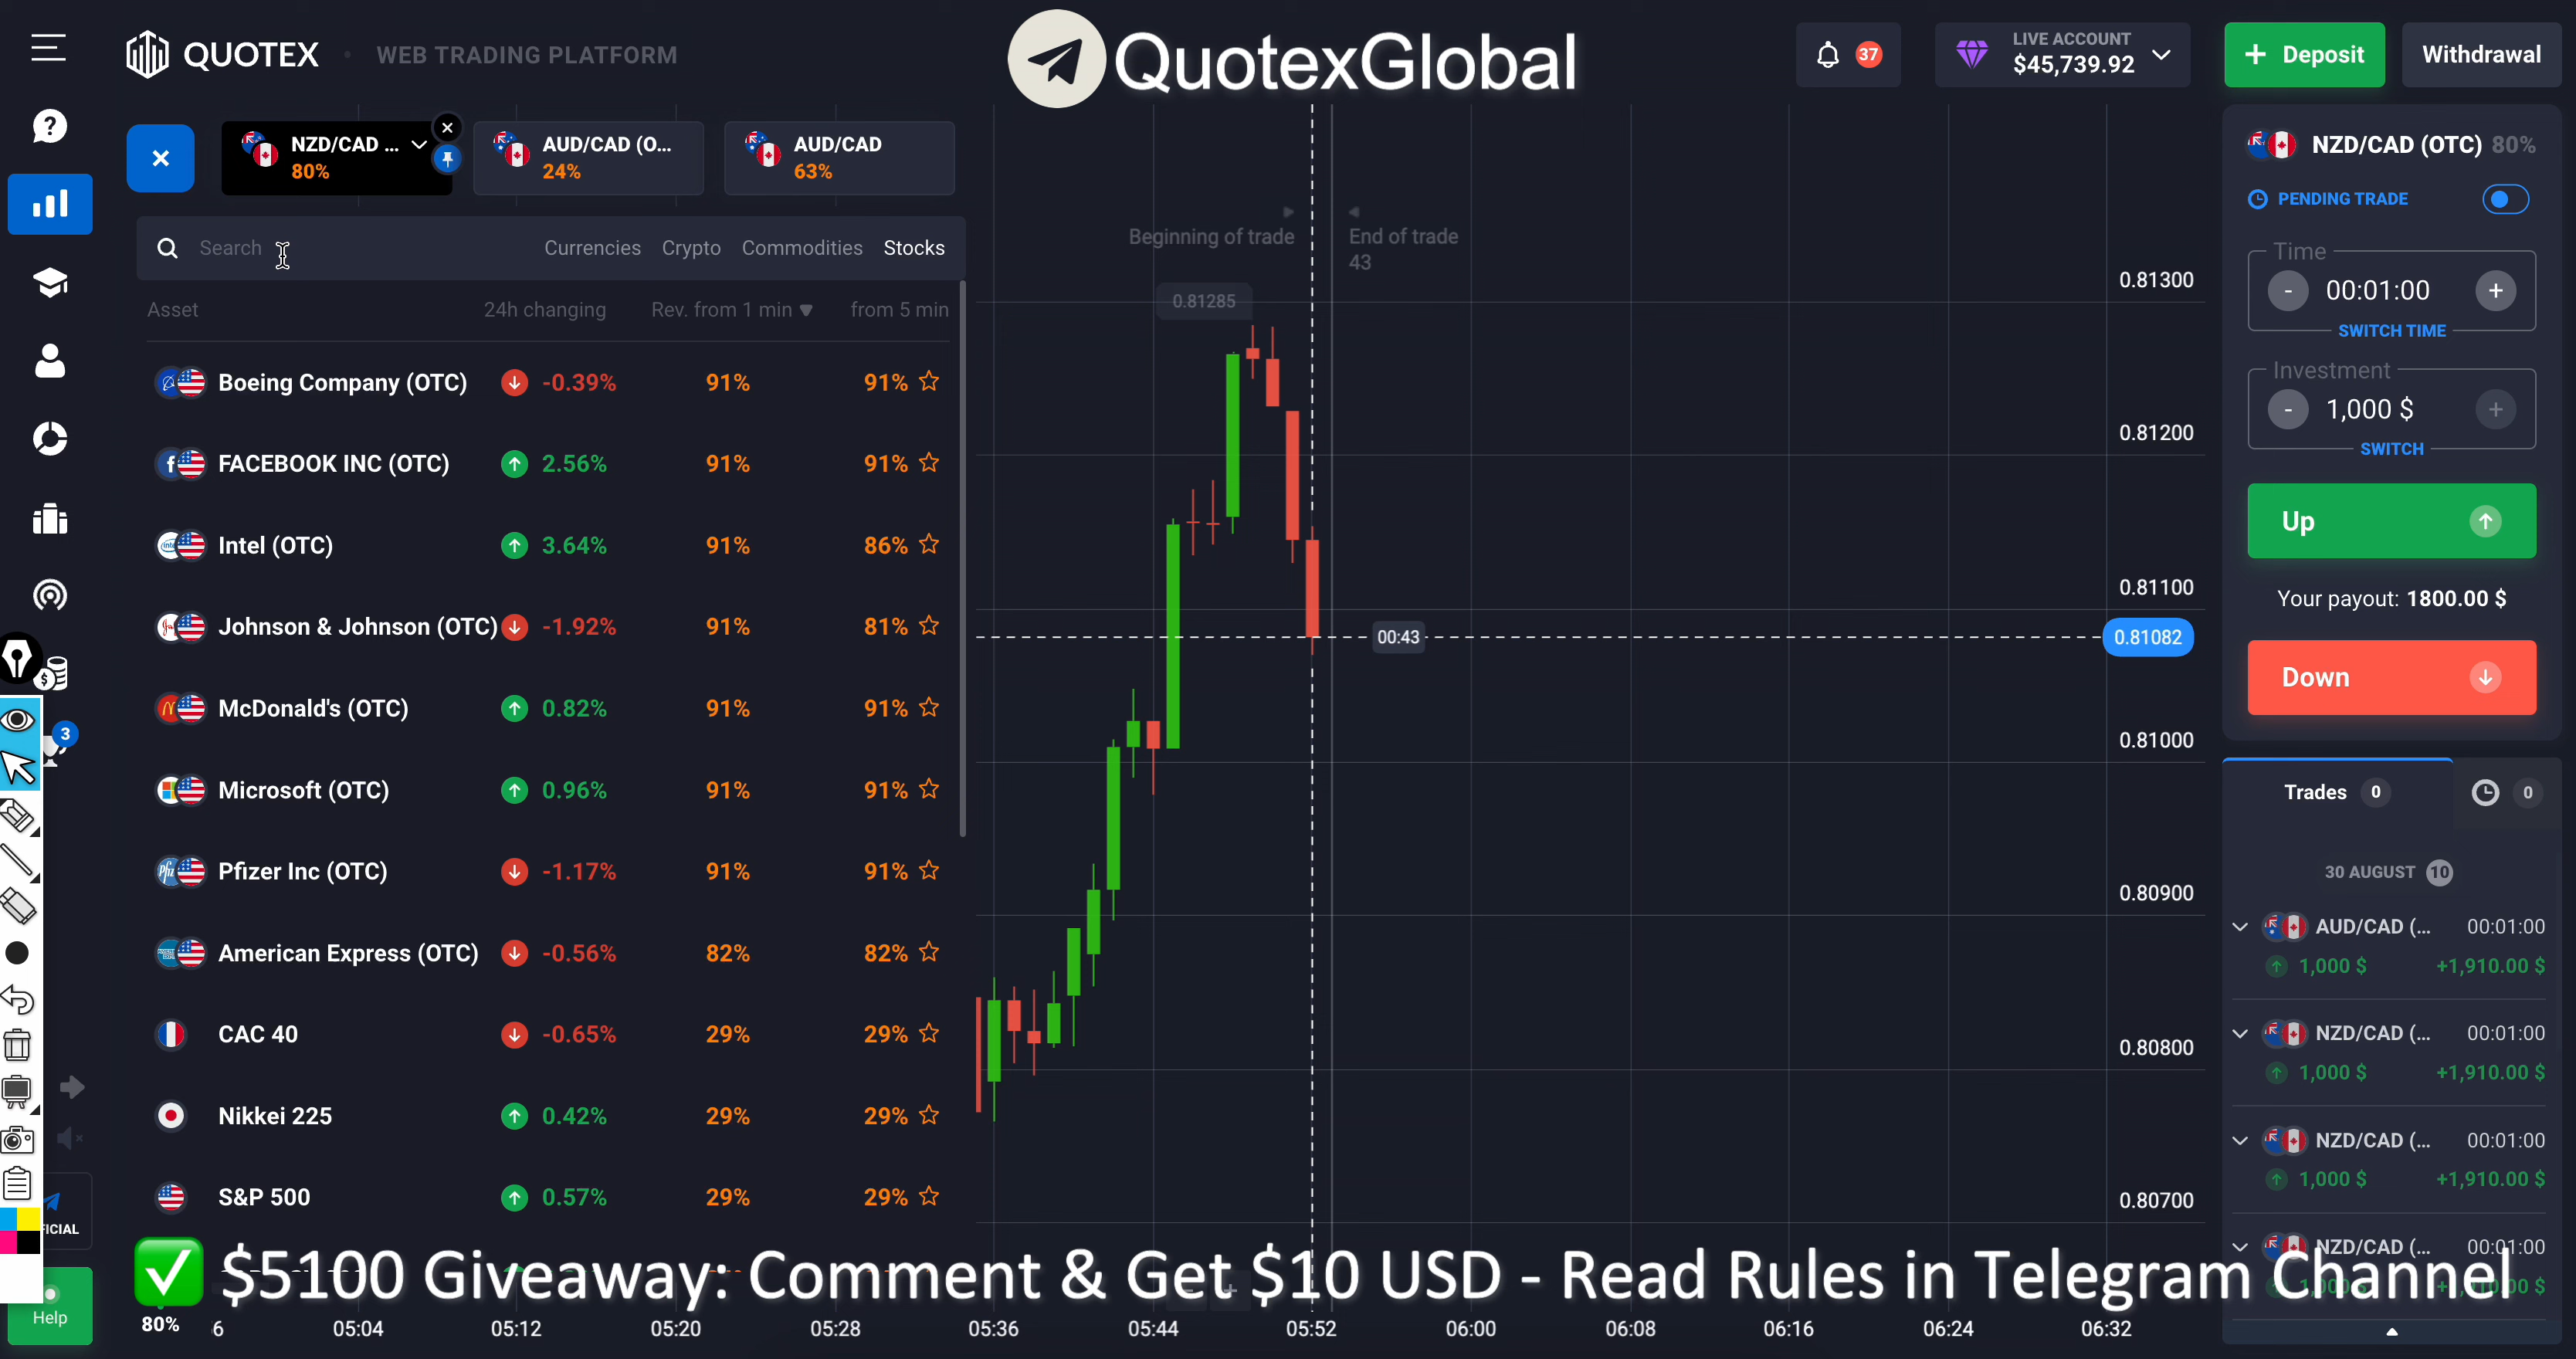 QUOTEX
WEB TRADING PLATFORM
QuotexGlobal
37
LIVE ACCOUNT
$45,739.92
+ Deposit
Withdrawal
NZD/CAD ...
80%
AUD/CAD (O...
24%
AUD/CAD
63%
Search
Currencies
Crypto
Commodities
Stocks
Asset
24h changing
Rev. from 1 min
from 5 min
Boeing Company (OTC) -0.39% 91% 91%
FACEBOOK INC (OTC) 2.56% 91% 91%
Intel (OTC) 3.64% 91% 86%
Johnson & Johnson (OTC) -1.92% 91% 81%
McDonald's (OTC) 0.82% 91% 91%
Microsoft (OTC) 0.96% 91% 91%
Pfizer Inc (OTC) -1.17% 91% 91%
American Express (OTC) -0.56% 82% 82%
CAC 40 -0.65% 29% 29%
Nikkei 225 0.42% 29% 29%
S&P 500 0.57% 29% 29%
3
ICIAL
Help
Beginning of trade
End of trade
43
0.81285
00:43
0.81300
0.81200
0.81100
0.81082
0.81000
0.80900
0.80800
0.80700
NZD/CAD (OTC) 80%
PENDING TRADE
Time
- 00:01:00 +
SWITCH TIME
Investment
- 1,000 $ +
SWITCH
Up
Your payout: 1800.00 $
Down
Trades 0
0
30 AUGUST 10
AUD/CAD (... 00:01:00
1,000 $ +1,910.00 $
NZD/CAD (... 00:01:00
1,000 $ +1,910.00 $
NZD/CAD (... 00:01:00
1,000 $ +1,910.00 $
NZD/CAD (... 00:01:00
✅ $5100 Giveaway: Comment & Get $10 USD - Read Rules in Telegram Channel
80%
6 05:04 05:12 05:20 05:28 05:36 05:44 05:52 06:00 06:08 06:16 06:24 06:32